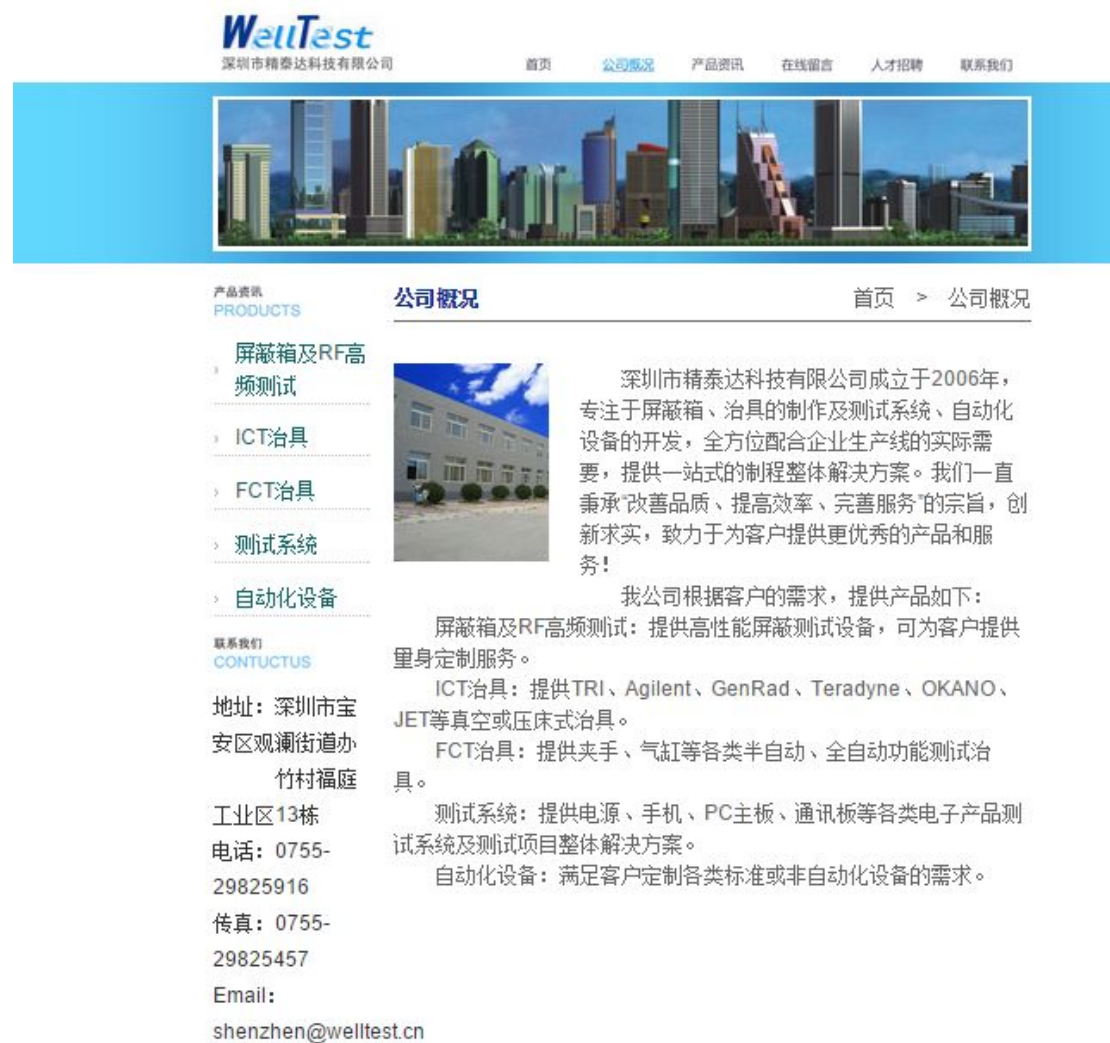 WellTest
深圳市精泰达科技有限公司
首页 公司概况 产品资讯 在线留言 人才招聘 联系我们
产品资讯
PRODUCTS
屏蔽箱及RF高
频测试
ICT治具
FCT治具
测试系统
自动化设备
联系我们
CONTUCTUS
地址：深圳市宝
安区观澜街道办
竹村福庭
工业区13栋
电话：0755-
29825916
传真：0755-
29825457
Email：
shenzhen@welltest.cn
公司概况
首页 > 公司概况
深圳市精泰达科技有限公司成立于2006年，
专注于屏蔽箱、治具的制作及测试系统、自动化
设备的开发，全方位配合企业生产线的实际需
要，提供一站式的制程整体解决方案。我们一直
秉承“改善品质、提高效率、完善服务”的宗旨，创
新求实，致力于为客户提供更优秀的产品和服
务！
我公司根据客户的需求，提供产品如下：
屏蔽箱及RF高频测试：提供高性能屏蔽测试设备，可为客户提供
量身定制服务。
ICT治具：提供TRI、Agilent、GenRad、Teradyne、OKANO、
JET等真空或压床式治具。
FCT治具：提供夹手、气缸等各类半自动、全自动功能测试治
具。
测试系统：提供电源、手机、PC主板、通讯板等各类电子产品测
试系统及测试项目整体解决方案。
自动化设备：满足客户定制各类标准或非自动化设备的需求。